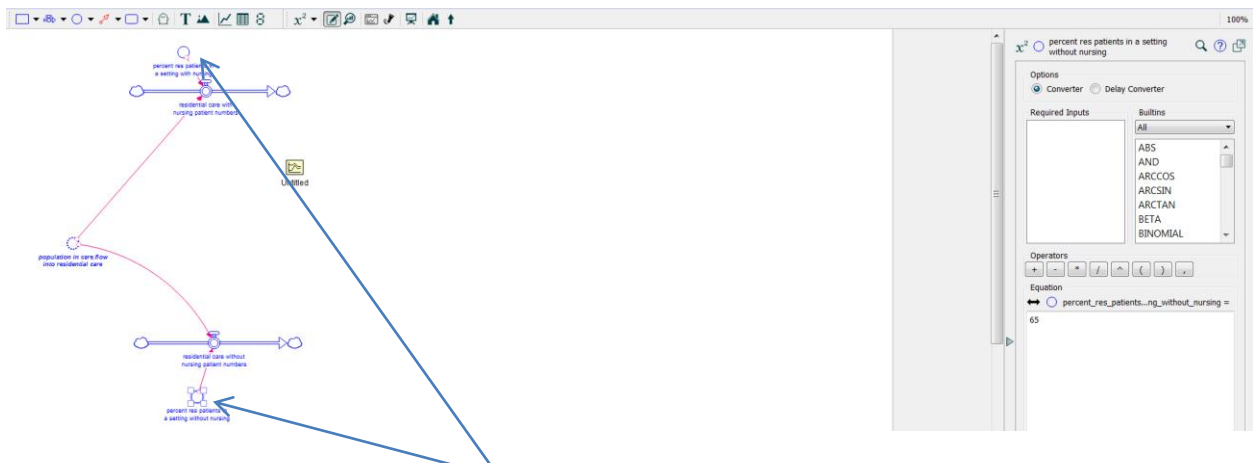 T
x²
100%
percent res patients in
a setting with nursing
residential care with
nursing patient numbers
Untitled
population in care.flow
into residential care
residential care without
nursing patient numbers
percent res patients in
a setting without nursing
x² percent res patients in a setting
without nursing
Options
Converter Delay Converter
Required Inputs Builtins
All
ABS
AND
ARCCOS
ARCSIN
ARCTAN
BETA
BINOMIAL
Operators
+ - * / ^ ( ) ,
Equation
percent_res_patients...ng_without_nursing =
65